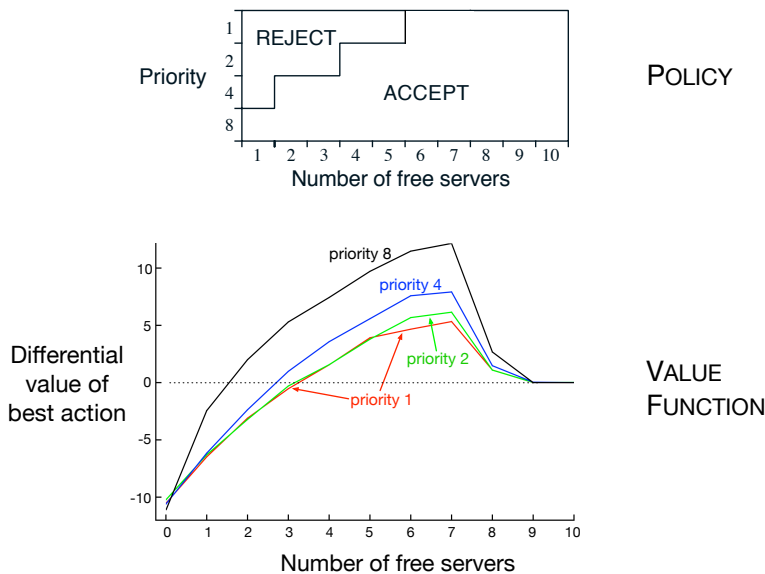 1
REJECT
2
Priority
POLICY
4
ACCEPT
8
1 2 3 4 5 6 7 8 9 10
Number of free servers
priority 8
10
priority 4
5
priority 2
Differential
value of
best action
0
priority 1
VALUE
FUNCTION
-5
-10
0 1 2 3 4 5 6 7 8 9 10
Number of free servers